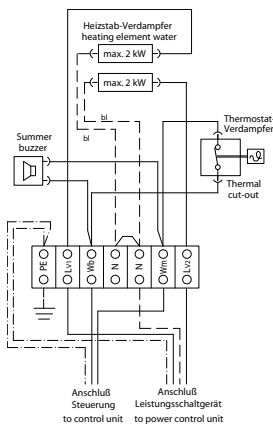 Heizstab-Verdampfer
heating element water
max. 2 kW
max. 2 kW
bl
bl
Thermostat-
Verdampfer
Summer
buzzer
Thermal
cut-out
PE
Lv1
Wb
N
N
Wm
Lv2
Anschluß
Steuerung
to control unit
Anschluß
Leistungsschaltgerät
to power control unit